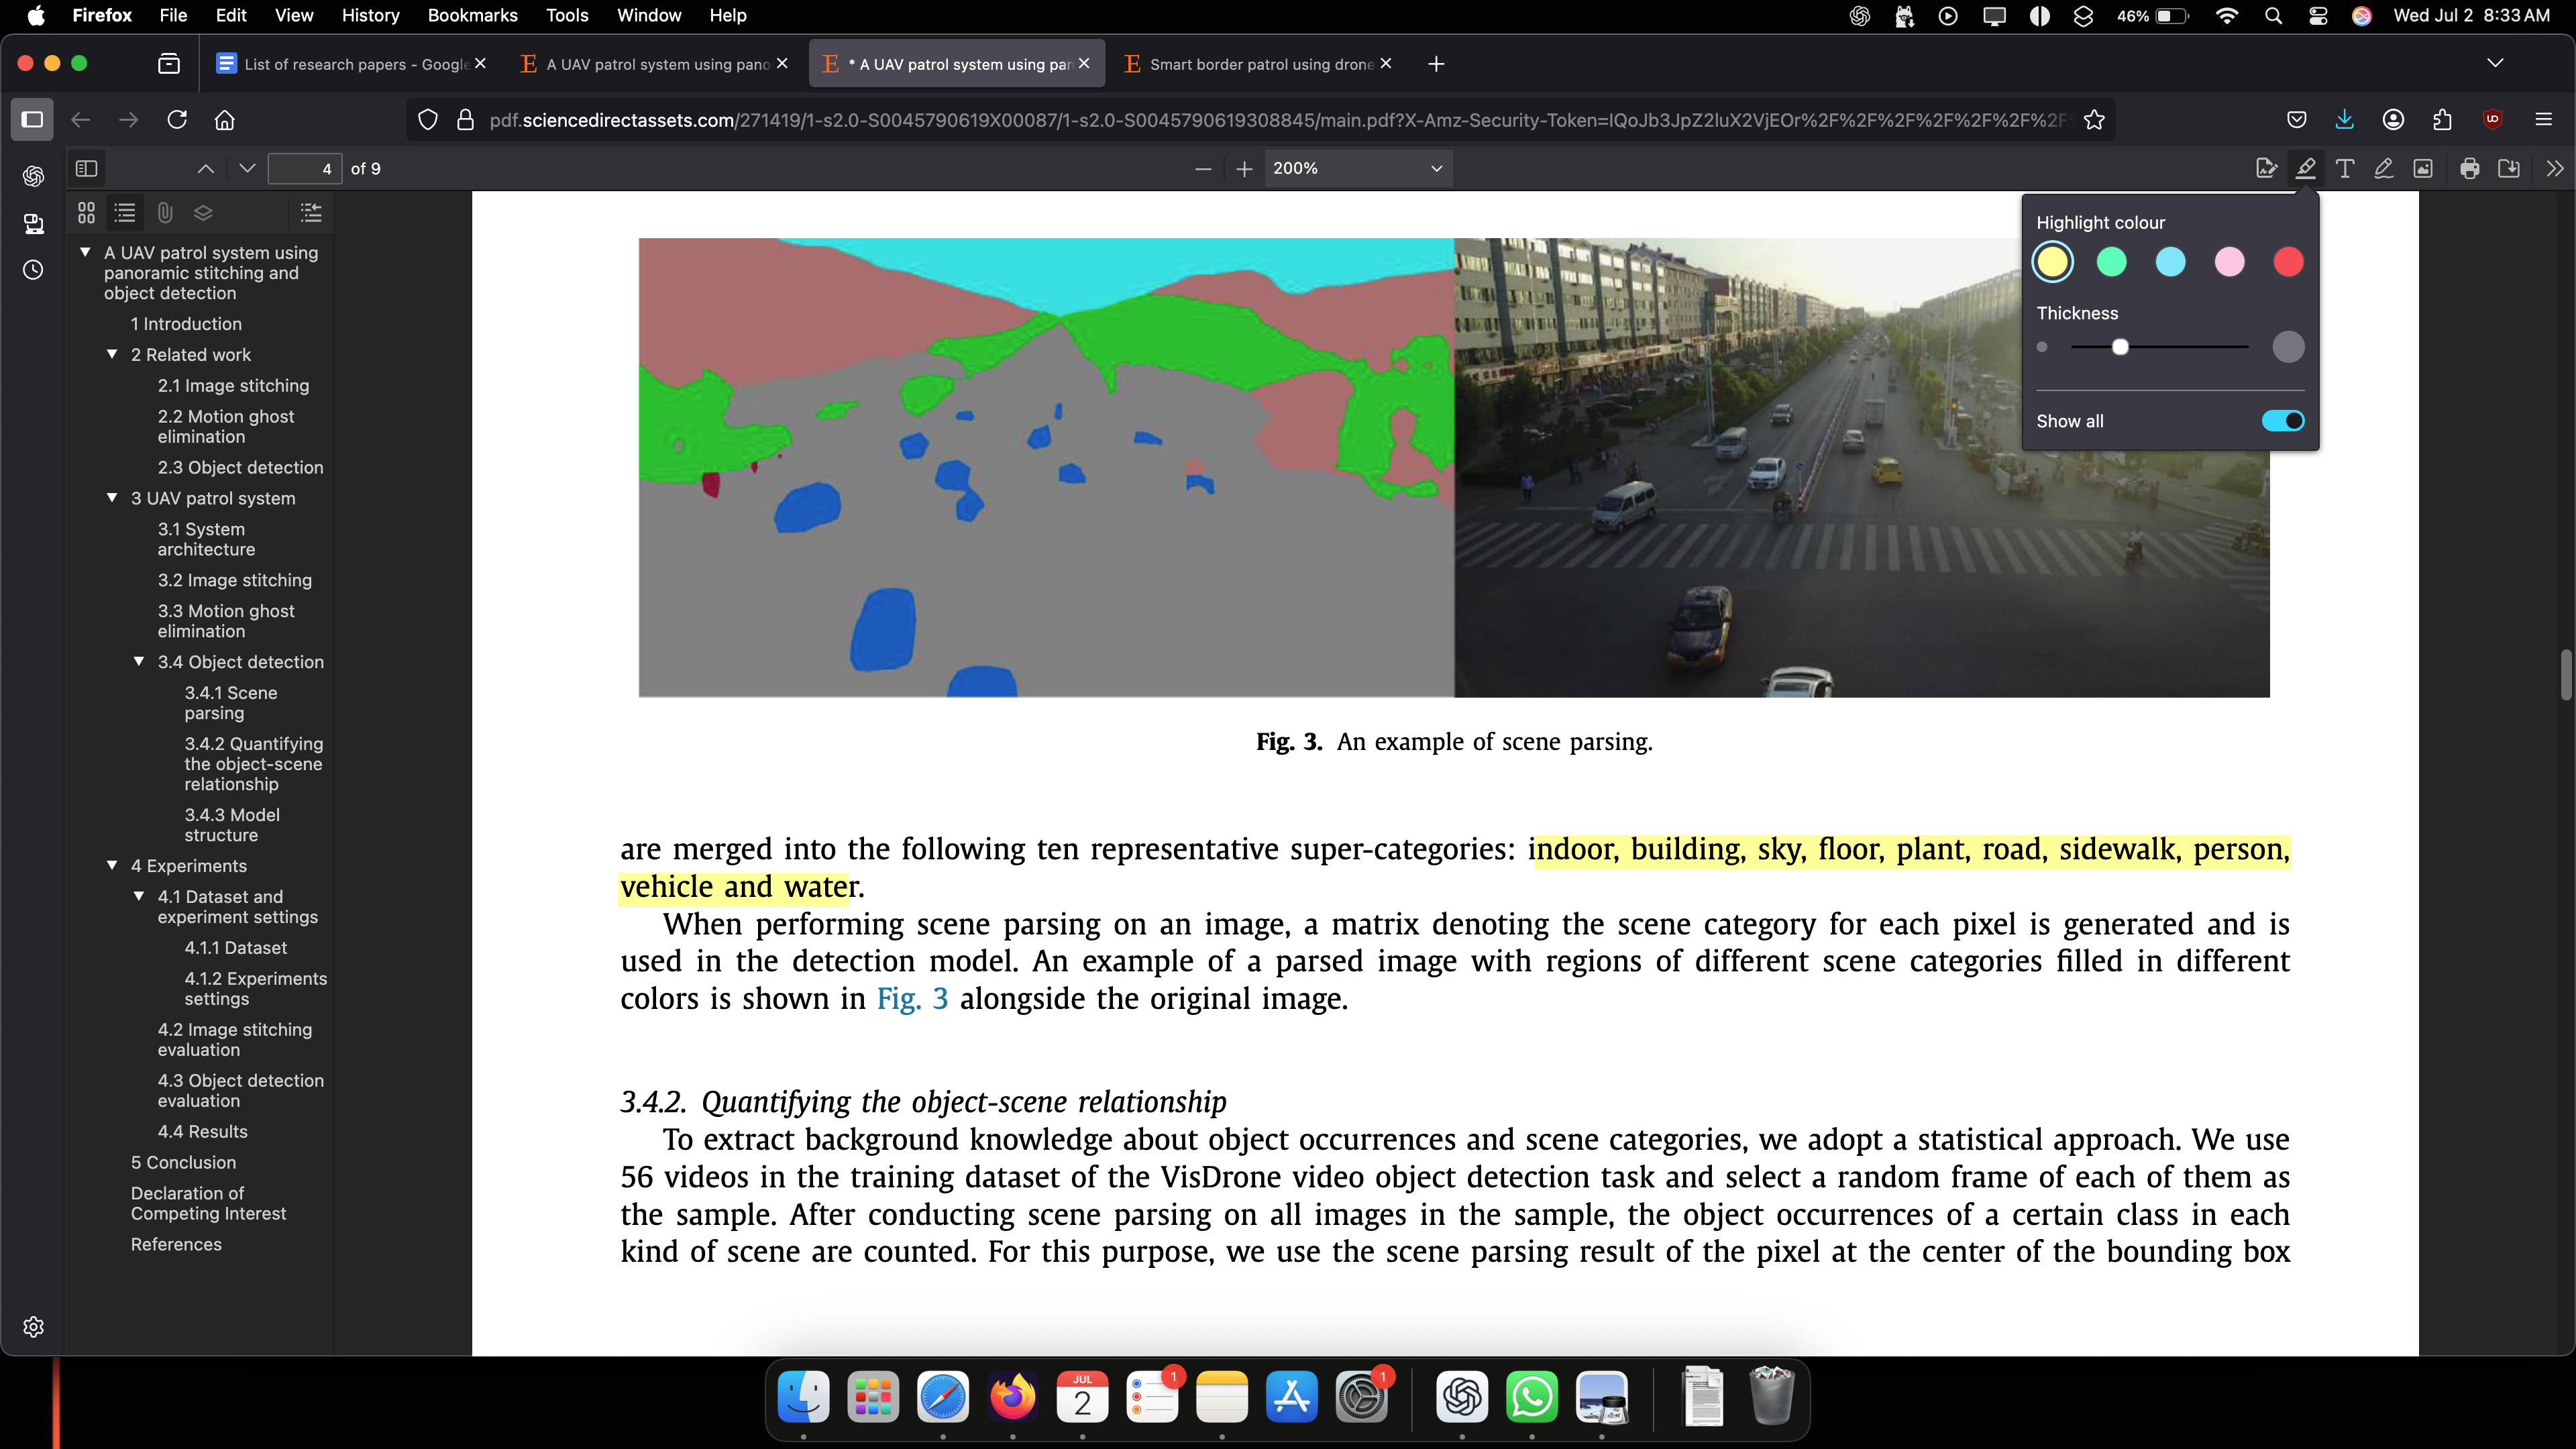 Firefox File Edit View History Bookmarks Tools Window Help 46% Wed Jul 2 8:33 AM
List of research papers - Google
A UAV patrol system using pano
* A UAV patrol system using pan
Smart border patrol using drone
pdf.sciencedirectassets.com/271419/1-s2.0-S0045790619X00087/1-s2.0-S0045790619308845/main.pdf?X-Amz-Security-Token=IQoJb3JpZ2luX2VjEOr%2F%2F%2F%2F%2F%2F%2F
4 of 9
200%
A UAV patrol system using
panoramic stitching and
object detection
1 Introduction
2 Related work
2.1 Image stitching
2.2 Motion ghost
elimination
2.3 Object detection
3 UAV patrol system
3.1 System
architecture
3.2 Image stitching
3.3 Motion ghost
elimination
3.4 Object detection
3.4.1 Scene
parsing
3.4.2 Quantifying
the object-scene
relationship
3.4.3 Model
structure
4 Experiments
4.1 Dataset and
experiment settings
4.1.1 Dataset
4.1.2 Experiments
settings
4.2 Image stitching
evaluation
4.3 Object detection
evaluation
4.4 Results
5 Conclusion
Declaration of
Competing Interest
References
Highlight colour
Thickness
Show all
Fig. 3. An example of scene parsing.
are merged into the following ten representative super-categories: indoor, building, sky, floor, plant, road, sidewalk, person,
vehicle and water.
When performing scene parsing on an image, a matrix denoting the scene category for each pixel is generated and is
used in the detection model. An example of a parsed image with regions of different scene categories filled in different
colors is shown in Fig. 3 alongside the original image.
3.4.2. Quantifying the object-scene relationship
To extract background knowledge about object occurrences and scene categories, we adopt a statistical approach. We use
56 videos in the training dataset of the VisDrone video object detection task and select a random frame of each of them as
the sample. After conducting scene parsing on all images in the sample, the object occurrences of a certain class in each
kind of scene are counted. For this purpose, we use the scene parsing result of the pixel at the center of the bounding box
JUL
2
1
1